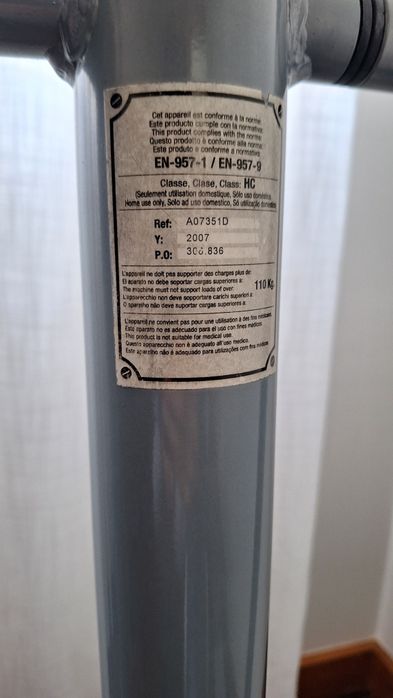 Cet appareil est conforme à la norme:
Este producto cumple con la normativa:
This product complies with the norme:
Questo prodotto è conforme alla norma:
Este produto é conforme a normativa:
EN-957-1 / EN-957-9
Classe, Clase, Class: HC
(Seulement utilisation domestique, Sólo uso doméstico,
Home use only, Sólo ad uso domestico, Só utilização doméstica)
Ref: A07351D
Y: 2007
P.O: 836
L'appareil ne doit pas supporter des charges plus de:
El aparato no debe soportar cargas superiores a:
The machine must not support loads of over: 110 Kg.
L'apparecchio non deve sopportare carichi superiori a:
O aparelho não deve suportar cargas superiores a:
L'appareil ne convient pas pour une utilisation à des fins médicales.
Este aparato no es adecuado para el uso con fines médicos.
This product is not suitable for medical use.
Questo apparecchio non è adeguato all'uso medico.
Este aparelho não é adequado para utilizações com fins médicos.